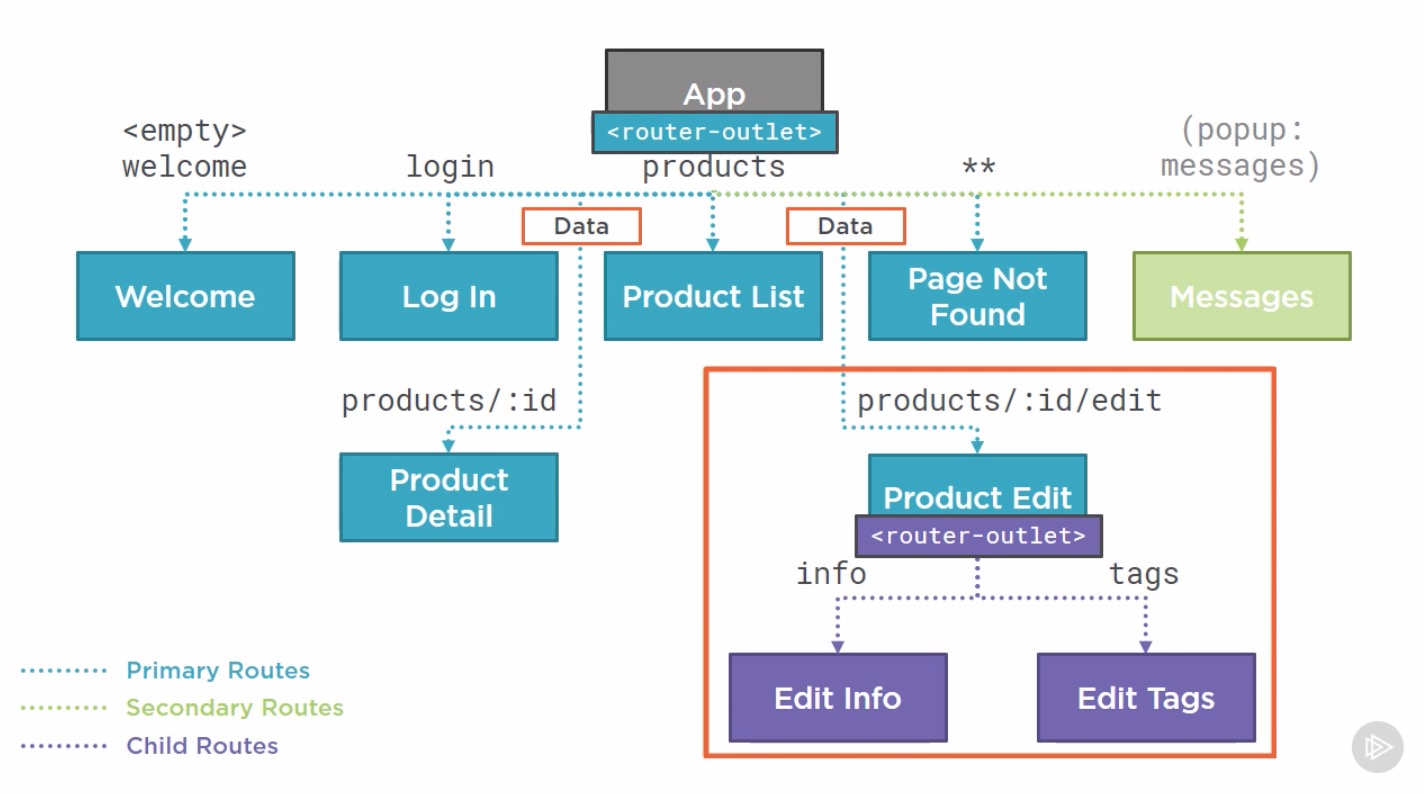 App
<router-outlet>
<empty>
welcome
login
products
**
(popup:
messages)
Data
Data
Welcome
Log In
Product List
Page Not
Found
Messages
products/:id
products/:id/edit
Product
Detail
Product Edit
<router-outlet>
info
tags
Edit Info
Edit Tags
Primary Routes
Secondary Routes
Child Routes